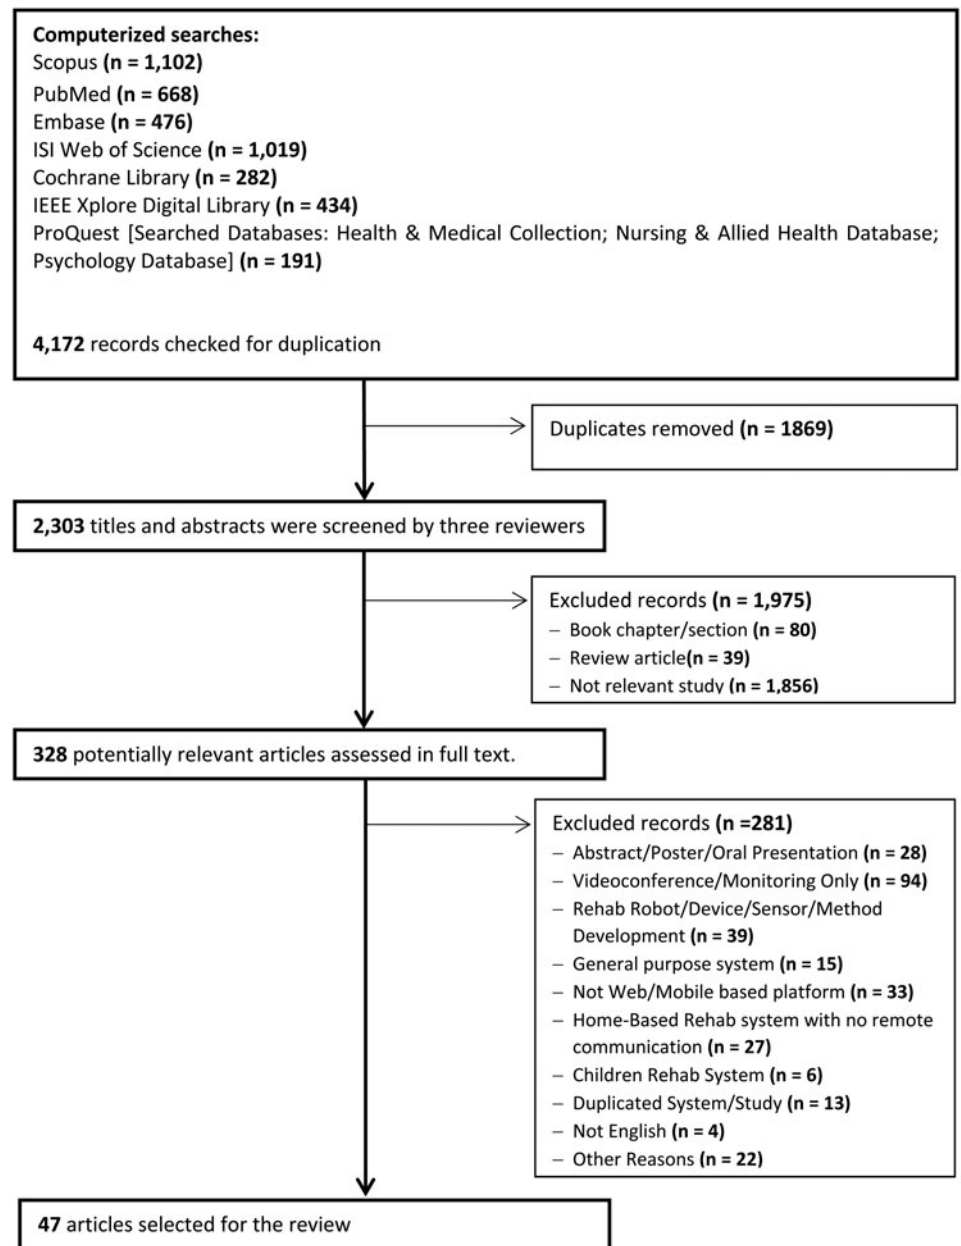 Computerized searches:
Scopus (n = 1,102)
PubMed (n = 668)
Embase (n = 476)
ISI Web of Science (n = 1,019)
Cochrane Library (n = 282)
IEEE Xplore Digital Library (n = 434)
ProQuest [Searched Databases: Health & Medical Collection; Nursing & Allied Health Database;
Psychology Database] (n = 191)
4,172 records checked for duplication
Duplicates removed (n = 1869)
2,303 titles and abstracts were screened by three reviewers
Excluded records (n = 1,975)
– Book chapter/section (n = 80)
– Review article(n = 39)
– Not relevant study (n = 1,856)
328 potentially relevant articles assessed in full text.
Excluded records (n =281)
– Abstract/Poster/Oral Presentation (n = 28)
– Videoconference/Monitoring Only (n = 94)
– Rehab Robot/Device/Sensor/Method
Development (n = 39)
– General purpose system (n = 15)
– Not Web/Mobile based platform (n = 33)
– Home-Based Rehab system with no remote
communication (n = 27)
– Children Rehab System (n = 6)
– Duplicated System/Study (n = 13)
– Not English (n = 4)
– Other Reasons (n = 22)
47 articles selected for the review